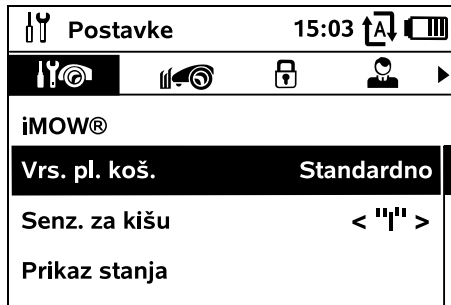 Postavke 15:03 A
iMOW®
Vrs. pl. koš. Standardno
Senz. za kišu < "|" >
Prikaz stanja